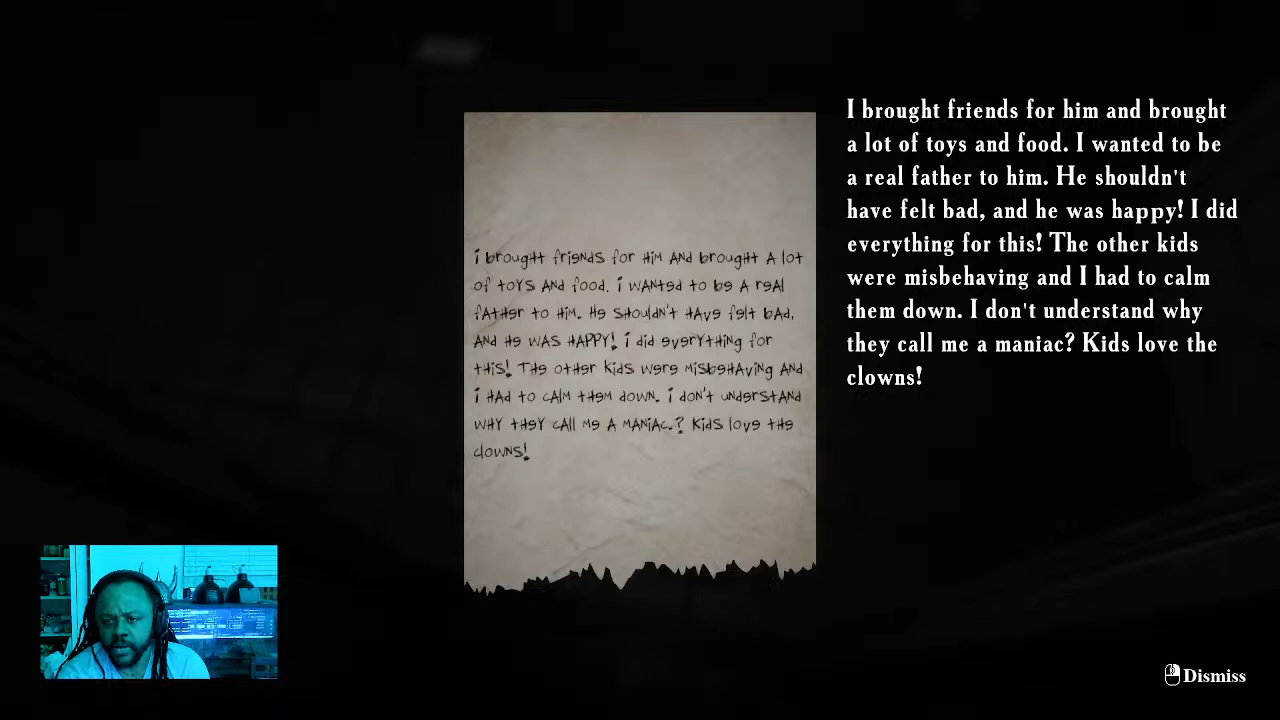 i brought friends for him and brought a lot
of toys and food. i wanted to be a real
father to him. He shouldn't have felt bad,
and he was happy! i did everything for
this! The other kids were misbehaving and
i had to calm them down. i don't understand
why they call me a maniac.? Kids love the
clowns!
I brought friends for him and brought
a lot of toys and food. I wanted to be
a real father to him. He shouldn't
have felt bad, and he was happy! I did
everything for this! The other kids
were misbehaving and I had to calm
them down. I don't understand why
they call me a maniac? Kids love the
clowns!
Dismiss